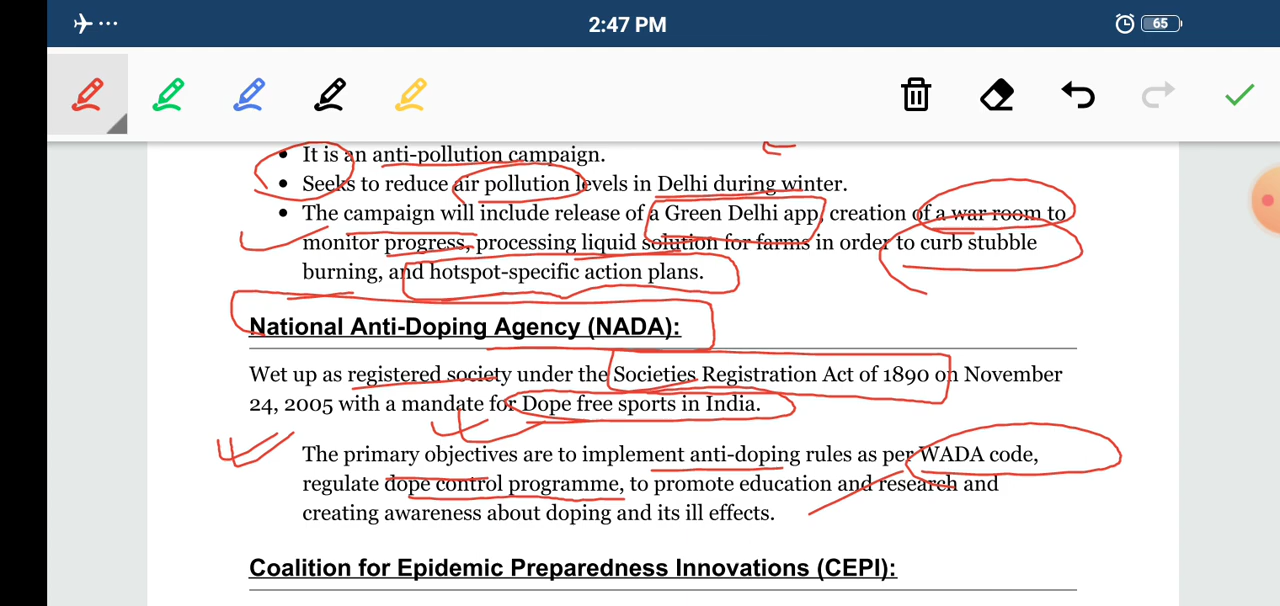 2:47 PM
65
• It is an anti-pollution campaign.
• Seeks to reduce air pollution levels in Delhi during winter.
• The campaign will include release of a Green Delhi app, creation of a war room to
monitor progress, processing liquid solution for farms in order to curb stubble
burning, and hotspot-specific action plans.
National Anti-Doping Agency (NADA):
Wet up as registered society under the Societies Registration Act of 1890 on November
24, 2005 with a mandate for Dope free sports in India.
The primary objectives are to implement anti-doping rules as per WADA code,
regulate dope control programme, to promote education and research and
creating awareness about doping and its ill effects.
Coalition for Epidemic Preparedness Innovations (CEPI):